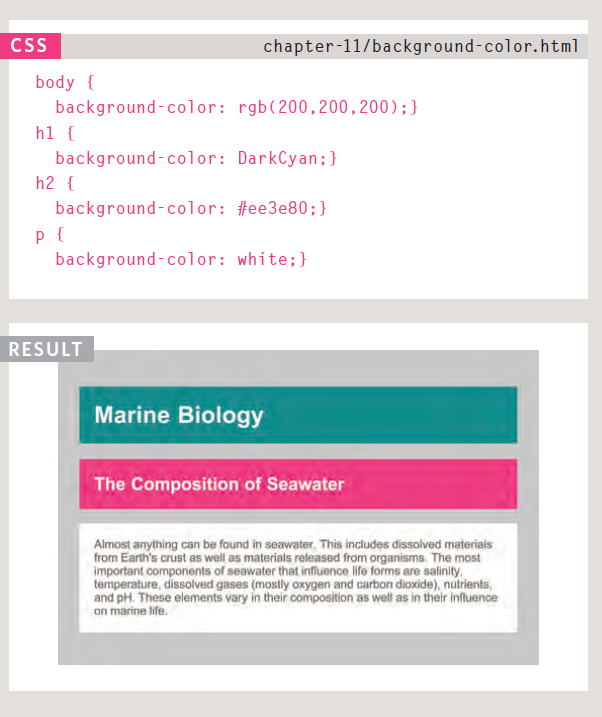 CSS
chapter-11/background-color.html
body {
  background-color: rgb(200,200,200);}
h1 {
  background-color: DarkCyan;}
h2 {
  background-color: #ee3e80;}
p {
  background-color: white;}
RESULT
Marine Biology
The Composition of Seawater
Almost anything can be found in seawater. This includes dissolved materials
from Earth's crust as well as materials released from organisms. The most
important components of seawater that influence life forms are salinity,
temperature, dissolved gases (mostly oxygen and carbon dioxide), nutrients,
and pH. These elements vary in their composition as well as in their influence
on marine life.